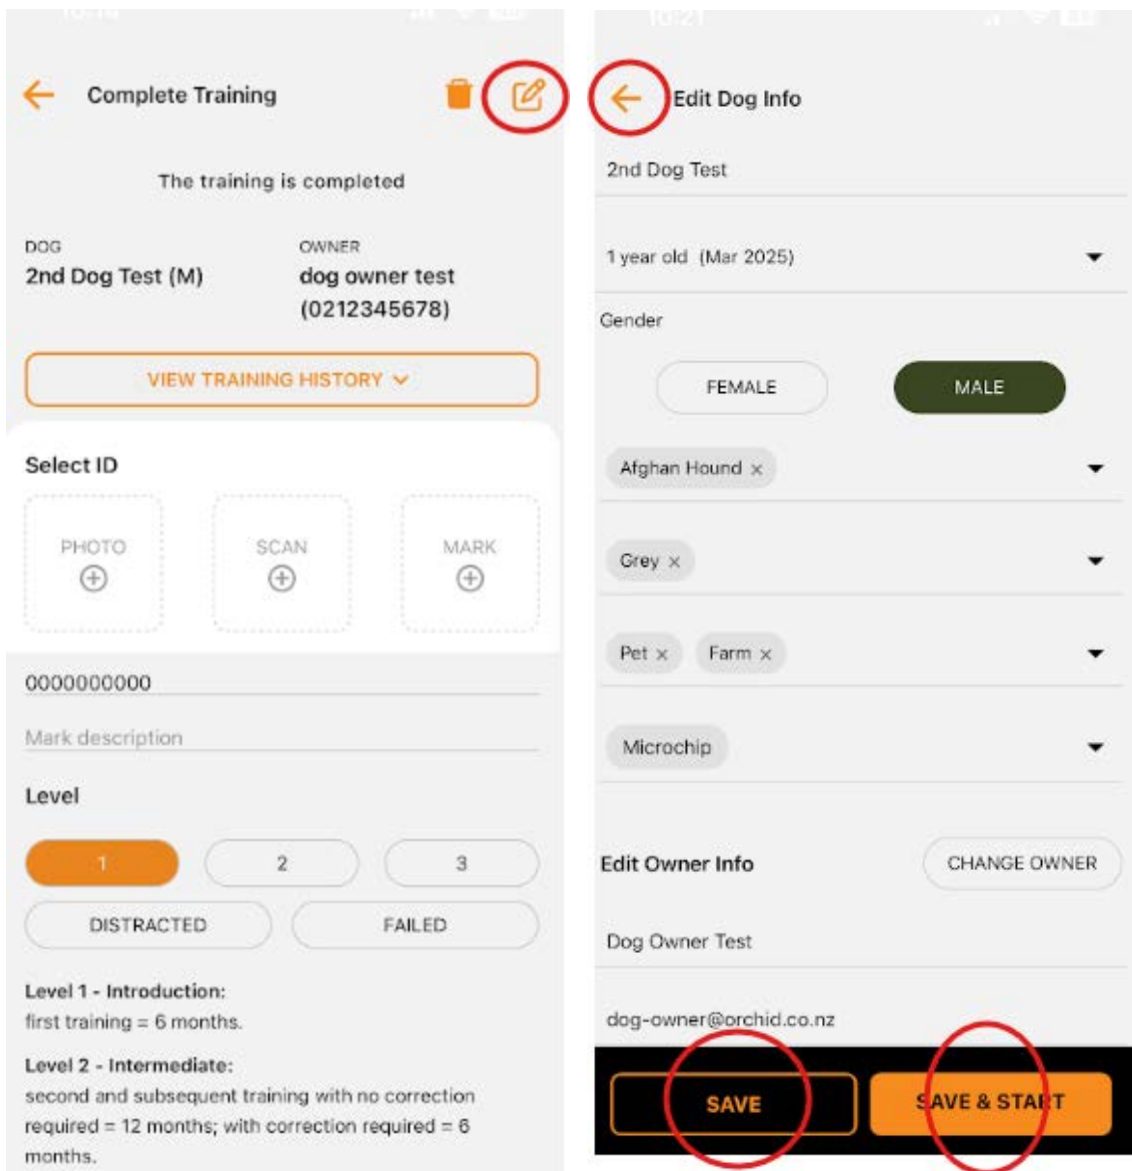 Complete Training
The training is completed
DOG
2nd Dog Test (M)
OWNER
dog owner test
(0212345678)
VIEW TRAINING HISTORY
Select ID
PHOTO
SCAN
MARK
0000000000
Mark description
Level
1
2
3
DISTRACTED
FAILED
Level 1 - Introduction:
first training = 6 months.
Level 2 - Intermediate:
second and subsequent training with no correction
required = 12 months; with correction required = 6
months.
10:21
Edit Dog Info
2nd Dog Test
1 year old (Mar 2025)
Gender
FEMALE
MALE
Afghan Hound ×
Grey ×
Pet × Farm ×
Microchip
Edit Owner Info
CHANGE OWNER
Dog Owner Test
dog-owner@orchid.co.nz
SAVE
SAVE & START